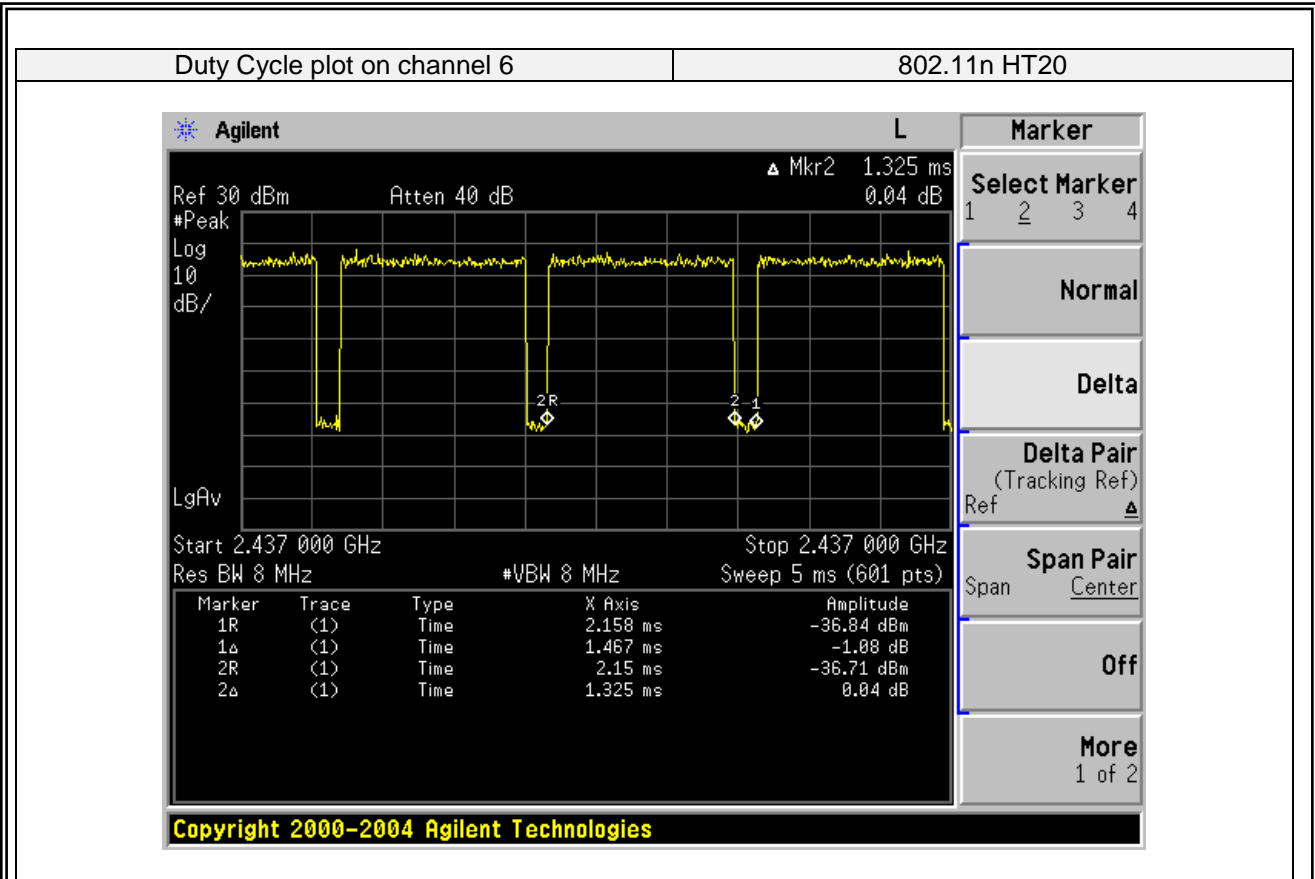 Duty Cycle plot on channel 6 802.11n HT20
Agilent L
Δ Mkr2 1.325 ms
Ref 30 dBm Atten 40 dB 0.04 dB
#Peak
Log
10
dB/
2R 2 1
LgAv
Start 2.437 000 GHz Stop 2.437 000 GHz
Res BW 8 MHz #VBW 8 MHz Sweep 5 ms (601 pts)
Marker Trace Type X Axis Amplitude
1R (1) Time 2.158 ms -36.84 dBm
1Δ (1) Time 1.467 ms -1.08 dB
2R (1) Time 2.15 ms -36.71 dBm
2Δ (1) Time 1.325 ms 0.04 dB
Marker
Select Marker
1 2 3 4
Normal
Delta
Delta Pair
(Tracking Ref)
Ref Δ
Span Pair
Span Center
Off
More
1 of 2
Copyright 2000-2004 Agilent Technologies